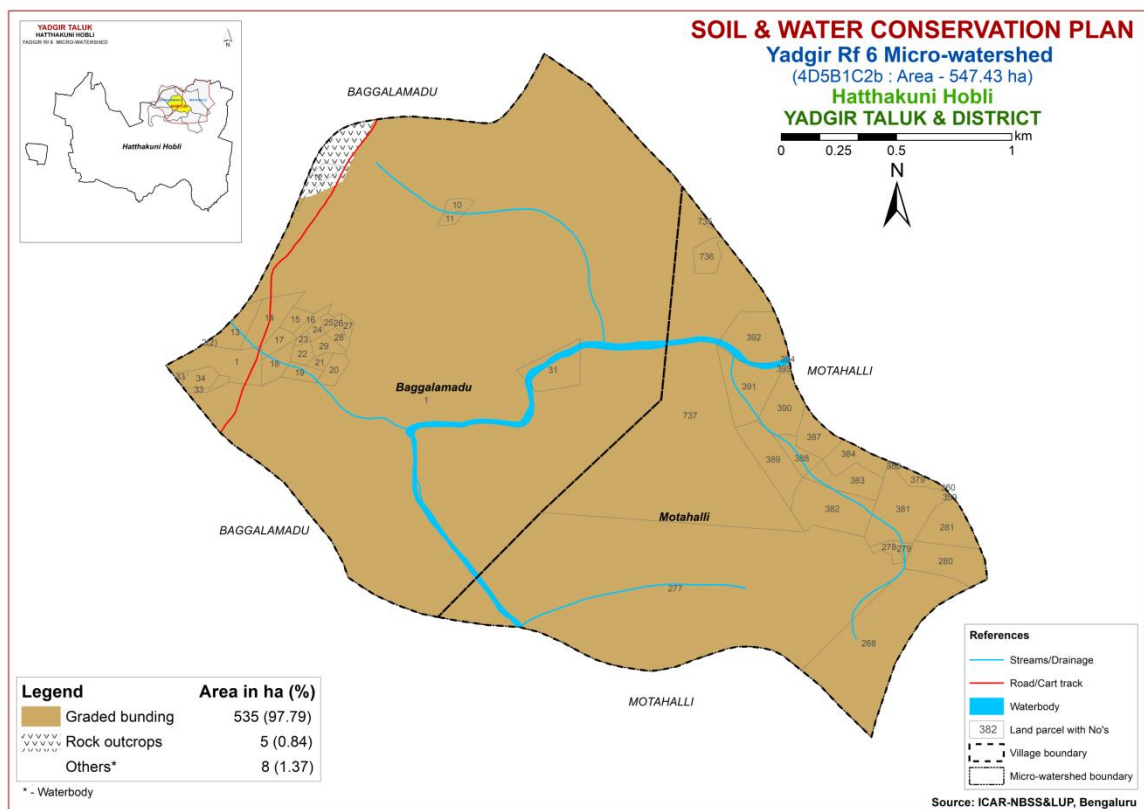 YADGIR TALUK
HATTHAKUNI HOBLI
YADGIR Rf 6 MICRO-WATERSHED
N
Hatthakuni Hobli
SOIL & WATER CONSERVATION PLAN
Yadgir Rf 6 Micro-watershed
(4D5B1C2b : Area - 547.43 ha)
Hatthakuni Hobli
YADGIR TALUK & DISTRICT
km
0 0.25 0.5 1
N
BAGGALAMADU
12
10
11
736
13
14
15
16
25
26
27
24
28
17
23
29
22
21
20
18
19
1
33
34
33
31
Baggalamadu
1
392
MOTAHALLI
391
390
737
387
389
388
384
383
379
382
381
360
281
278
279
280
BAGGALAMADU
Motahalli
277
268
MOTAHALLI
Legend Area in ha (%)
Graded bunding 535 (97.79)
Rock outcrops 5 (0.84)
Others* 8 (1.37)
* - Waterbody
References
Streams/Drainage
Road/Cart track
Waterbody
382 Land parcel with No's
Village boundary
Micro-watershed boundary
Source: ICAR-NBSS&LUP, Bengaluru